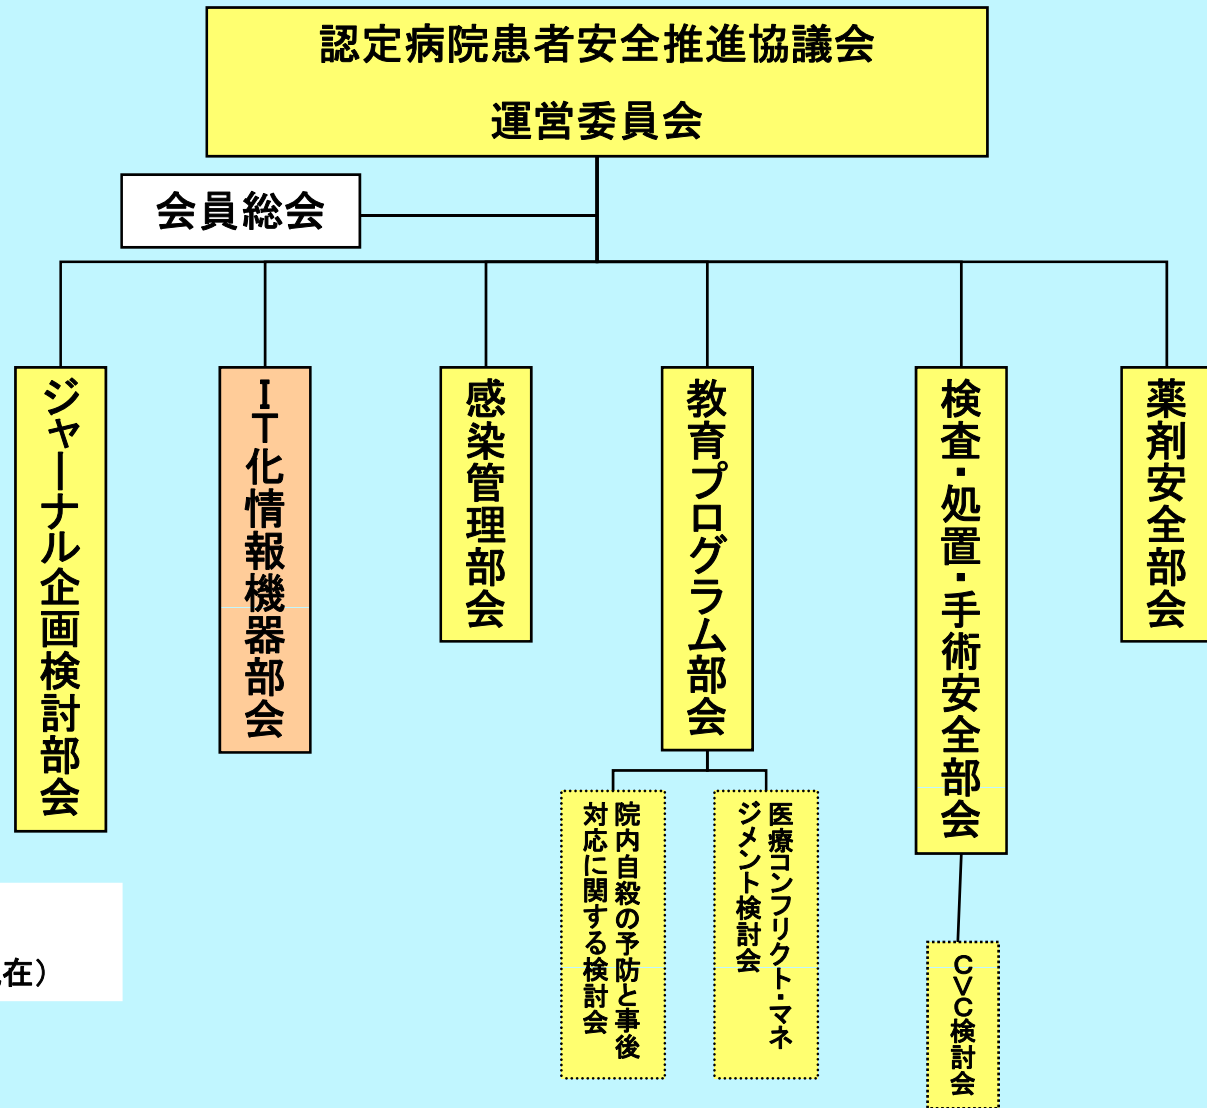 認定病院患者安全推進協議会
運営委員会
会員総会
ジャーナル企画検討部会
IT化情報機器部会
感染管理部会
教育プログラム部会
検査・処置・手術安全部会
薬剤安全部会
院内自殺の予防と事後
対応に関する検討会
医療コンフリクト・マネ
ジメント検討会
CVC検討会
在）